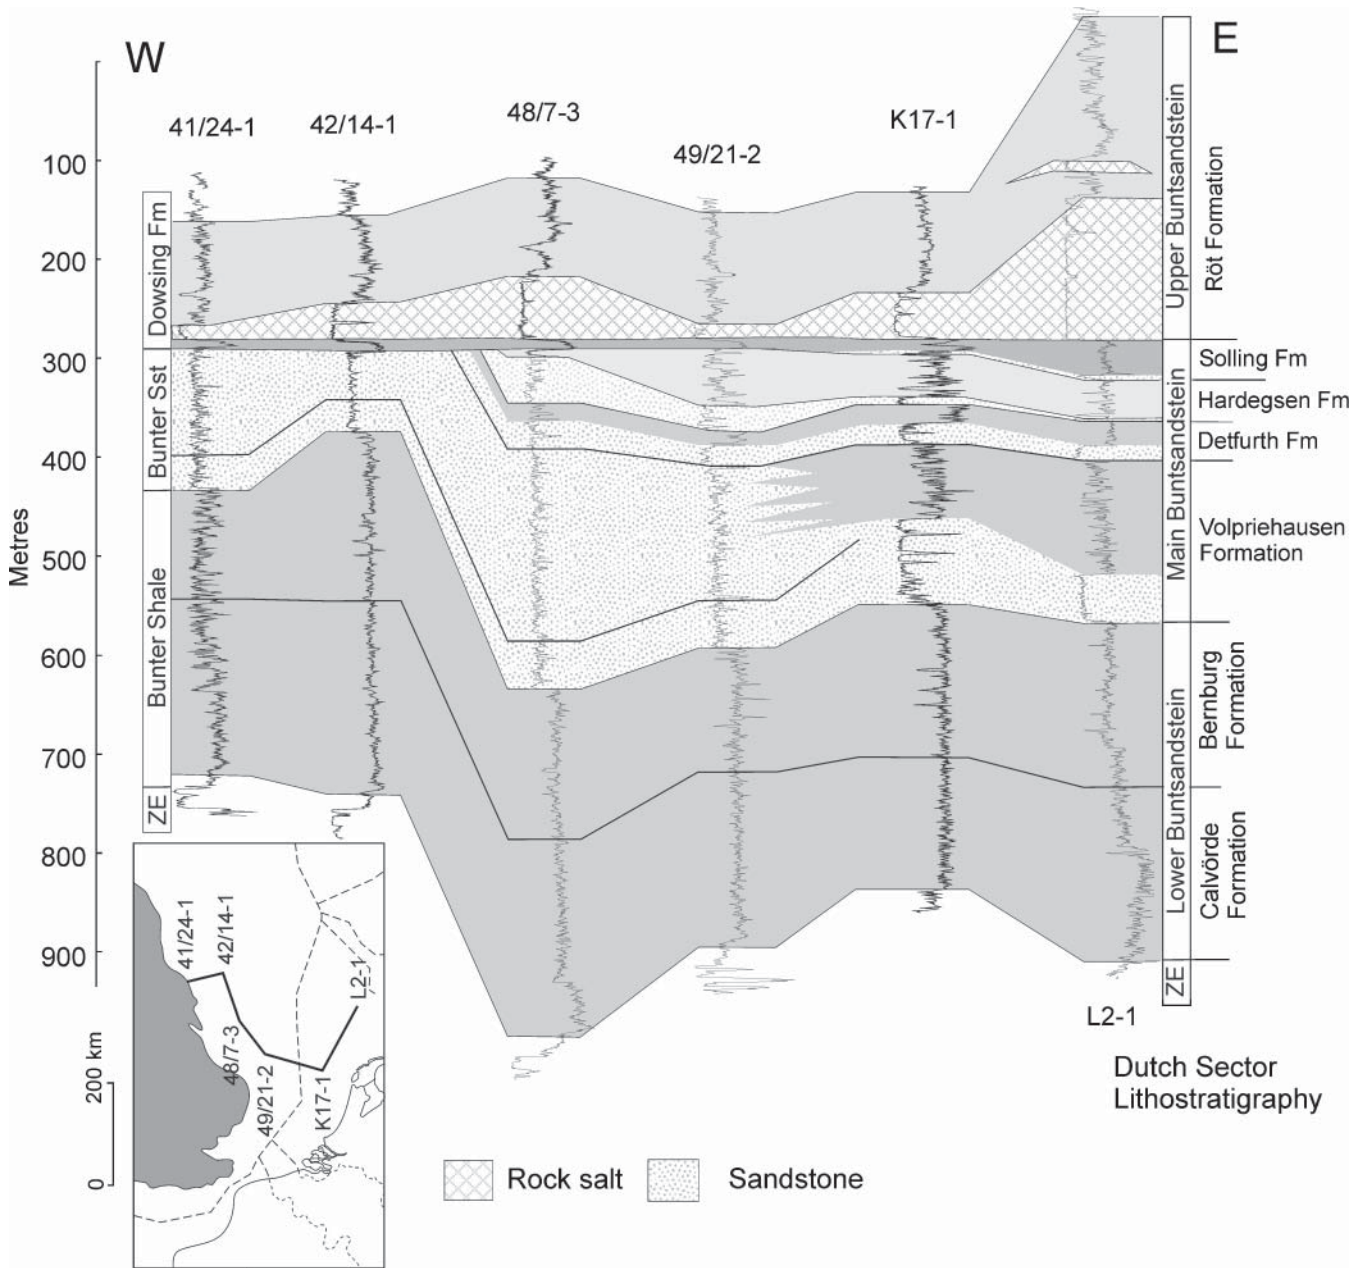 W
E
41/24-1
42/14-1
48/7-3
49/21-2
K17-1
100
200
300
400
500
600
700
800
900
Metres
Dowsing Fm
Bunter Sst
Bunter Shale
ZE
Upper Buntsandstein
Röt Formation
Main Buntsandstein
Solling Fm
Hardegsen Fm
Detfurth Fm
Volpriehausen
Formation
Lower Buntsandstein
Bernburg
Formation
Calvörde
Formation
ZE
L2-1
Dutch Sector
Lithostratigraphy
41/24-1
42/14-1
48/7-3
49/21-2
K17-1
L2-1
200 km
0
Rock salt
Sandstone